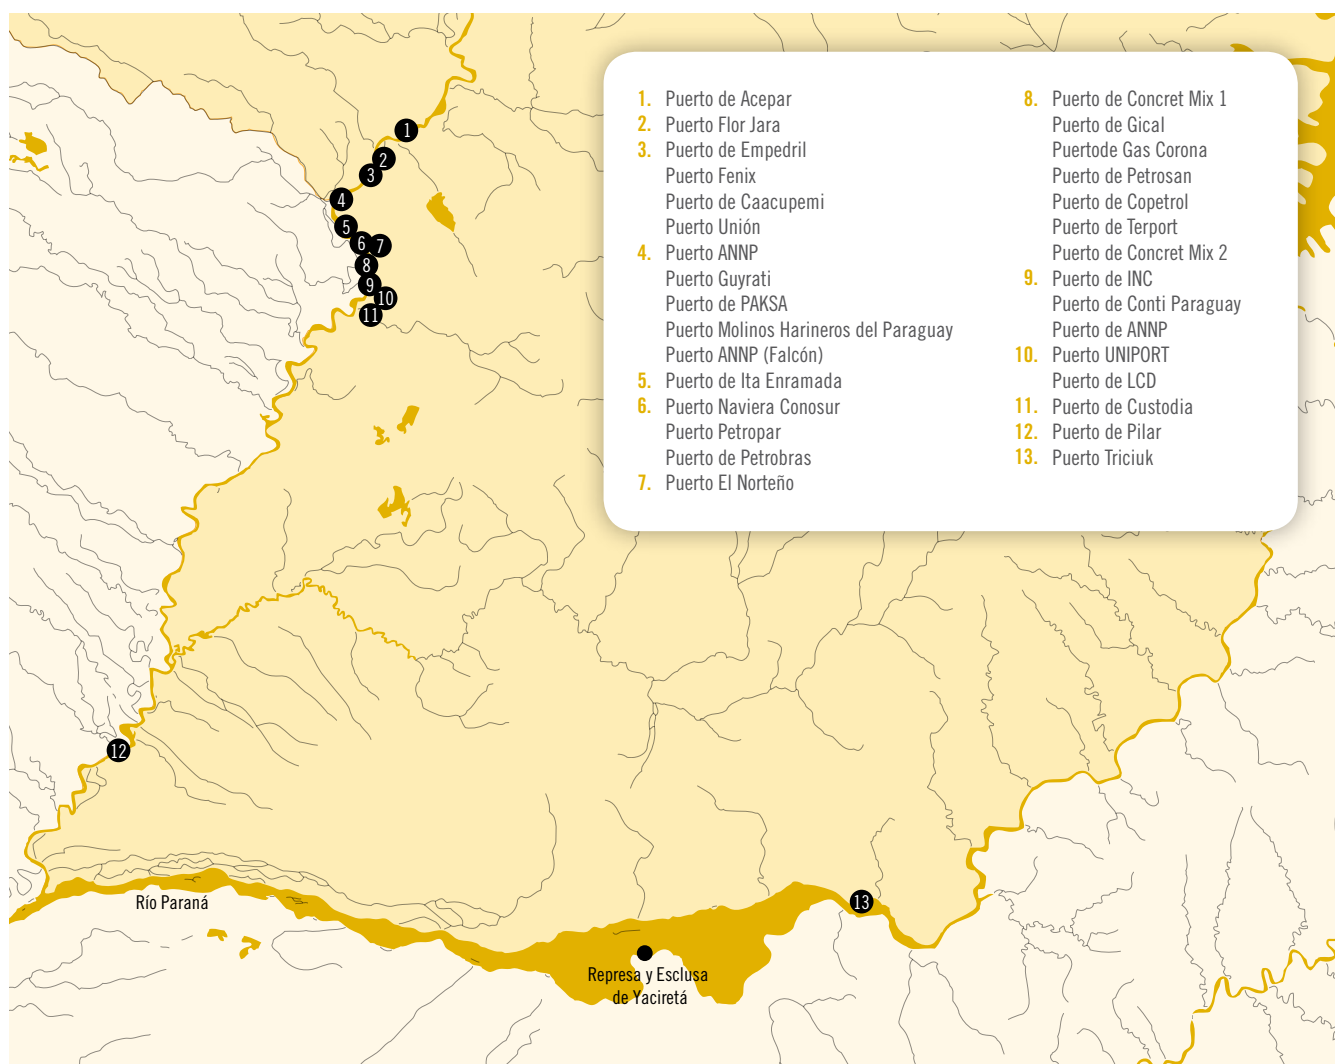 1. Puerto de Acepar
2. Puerto Flor Jara
3. Puerto de Empedril
Puerto Fenix
Puerto de Caacupemi
Puerto Unión
4. Puerto ANNP
Puerto Guyrati
Puerto de PAKSA
Puerto Molinos Harineros del Paraguay
Puerto ANNP (Falcón)
5. Puerto de Ita Enramada
6. Puerto Naviera Conosur
Puerto Petropar
Puerto de Petrobras
7. Puerto El Norteño
8. Puerto de Concret Mix 1
Puerto de Gical
Puertode Gas Corona
Puerto de Petrosan
Puerto de Copetrol
Puerto de Terport
Puerto de Concret Mix 2
9. Puerto de INC
Puerto de Conti Paraguay
Puerto de ANNP
10. Puerto UNIPORT
Puerto de LCD
11. Puerto de Custodia
12. Puerto de Pilar
13. Puerto Triciuk
1
2
3
4
5
6
7
8
9
10
11
12
13
Río Paraná
Represa y Esclusa
de Yaciretá